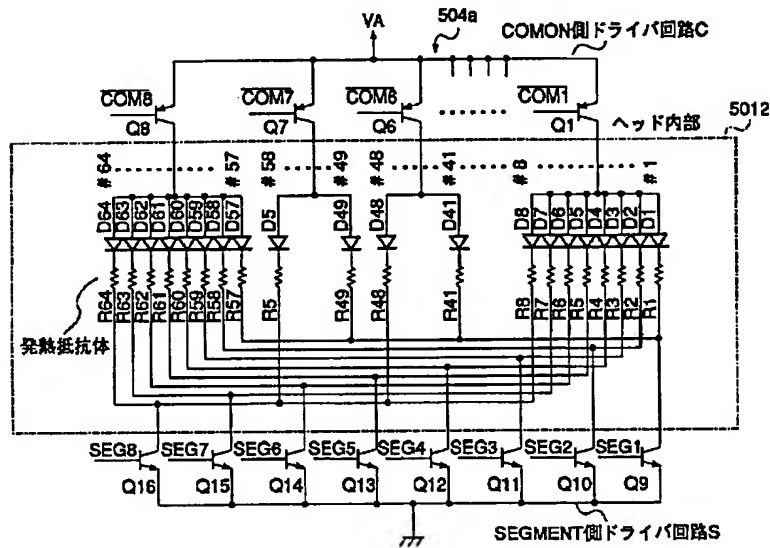 504a
VA
COMON側ドライバ回路C
COM8
COM7
COM6
COM1
Q8
Q7
Q6
Q1
ヘッド内部
5012
#64
#57
#58
#49
#48
#41
#8
#1
D64
D63
D62
D61
D60
D59
D58
D57
D5
D49
D48
D41
D8
D7
D6
D5
D4
D3
D2
D1
R64
R63
R62
R61
R60
R59
R58
R57
R5
R49
R48
R41
R8
R7
R6
R5
R4
R3
R2
R1
発熱抵抗体
SEG8
SEG7
SEG6
SEG5
SEG4
SEG3
SEG2
SEG1
Q16
Q15
Q14
Q13
Q12
Q11
Q10
Q9
SEGMENT側ドライバ回路S